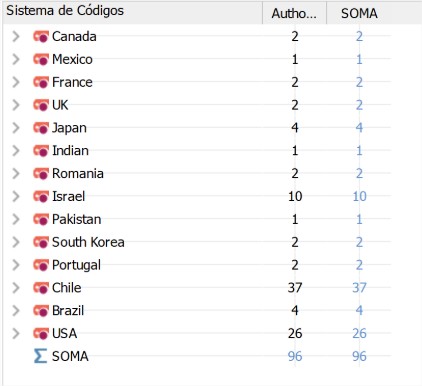 Sistema de Códigos Autho... SOMA
Canada 2 2
Mexico 1 1
France 2 2
UK 2 2
Japan 4 4
Indian 1 1
Romania 2 2
Israel 10 10
Pakistan 1 1
South Korea 2 2
Portugal 2 2
Chile 37 37
Brazil 4 4
USA 26 26
Σ SOMA 96 96